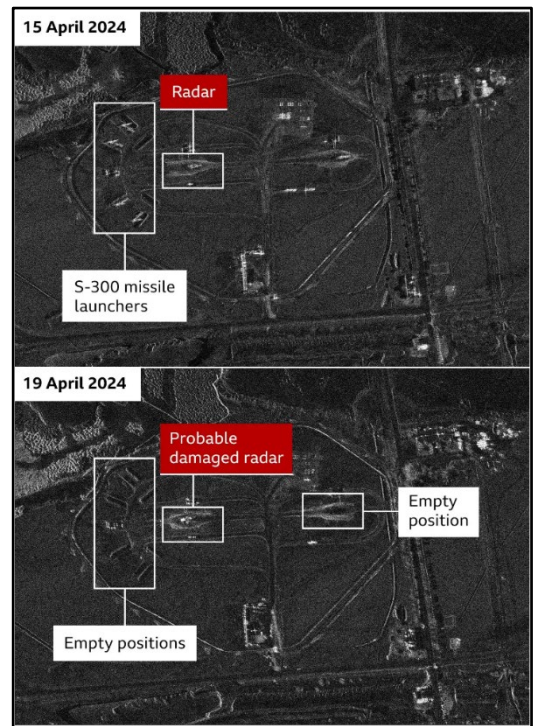 15 April 2024
Radar
S-300 missile
launchers
19 April 2024
Probable
damaged radar
Empty
position
Empty positions